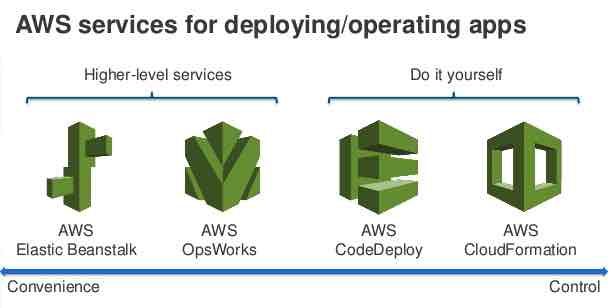 AWS services for deploying/operating apps
Higher-level services
Do it yourself
AWS
Elastic Beanstalk
AWS
OpsWorks
AWS
CodeDeploy
AWS
CloudFormation
Convenience
Control